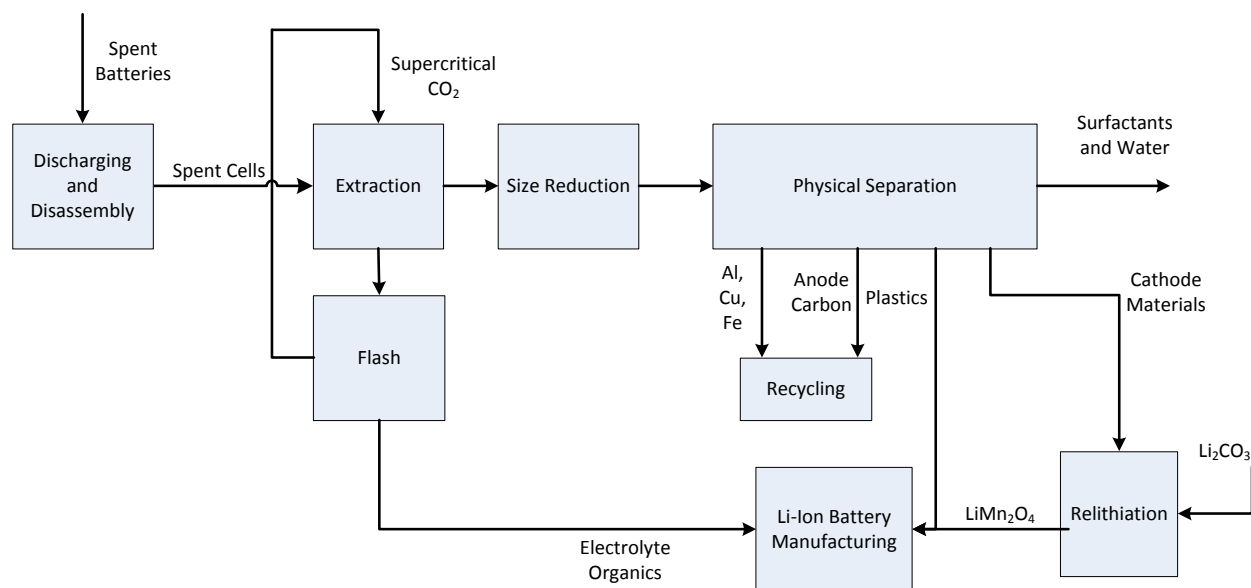 Spent
Batteries
Supercritical
CO₂
Surfactants
and Water
Discharging
and
Disassembly
Spent Cells
Extraction
Size Reduction
Physical Separation
Al,
Cu,
Fe
Anode
Carbon
Plastics
Cathode
Materials
Flash
Recycling
Li₂CO₃
Li-Ion Battery
Manufacturing
LiMn₂O₄
Relithiation
Electrolyte
Organics